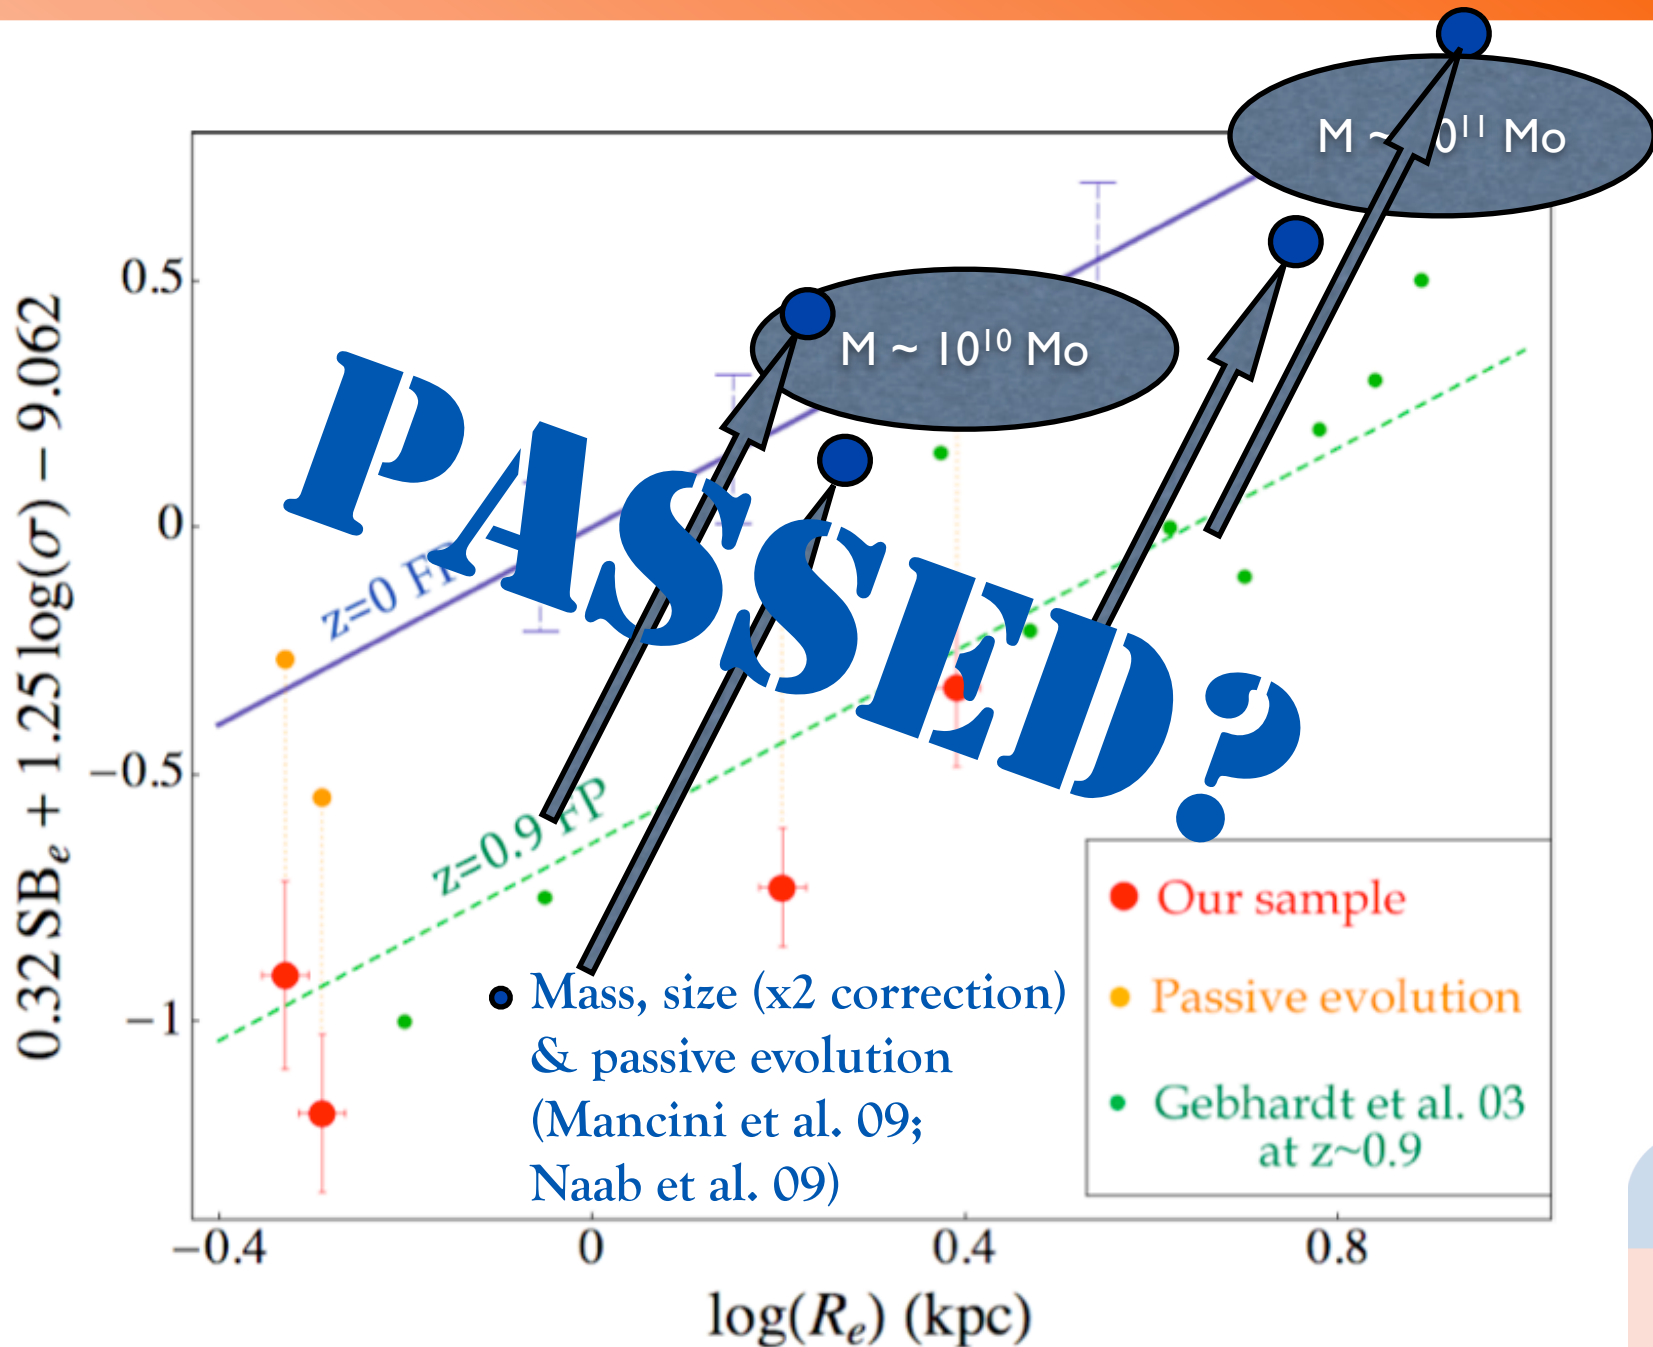 M ~ 10¹¹ Mo
M ~ 10¹⁰ Mo
PASSED?
z=0 FP
z=0.9 FP
0.32 SBₑ + 1.25 log(σ) − 9.062
0.5
0
−0.5
−1
Mass, size (x2 correction)
& passive evolution
(Mancini et al. 09;
Naab et al. 09)
Our sample
Passive evolution
Gebhardt et al. 03
at z~0.9
−0.4
0
0.4
0.8
log(Rₑ) (kpc)